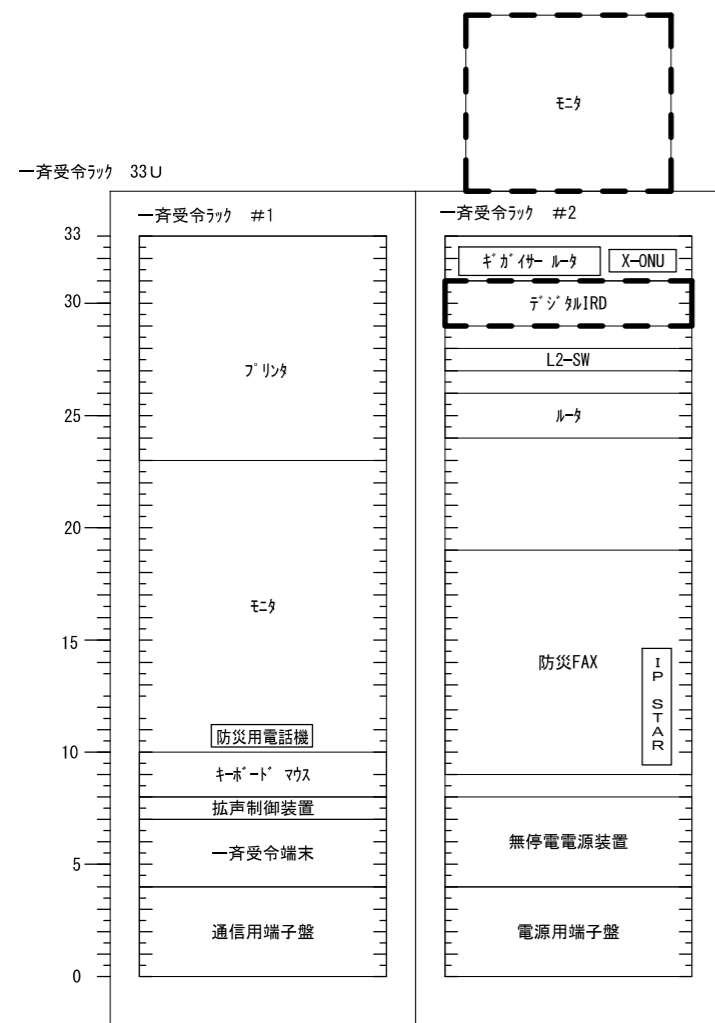 ﾓﾆﾀ
一斉受令ﾗｯｸ 33U
一斉受令ﾗｯｸ #1
一斉受令ﾗｯｸ #2
33
30
25
20
15
10
5
0
ﾌﾟﾘﾝﾀ
ﾓﾆﾀ
防災用電話機
ｷｰﾎﾞｰﾄﾞ ﾏｳｽ
拡声制御装置
一斉受令端末
通信用端子盤
ｷﾞｶﾞｲｻｰ ﾙｰﾀ
X-ONU
ﾃﾞｼﾞﾀﾙIRD
L2-SW
ﾙｰﾀ
防災FAX
IP STAR
無停電電源装置
電源用端子盤